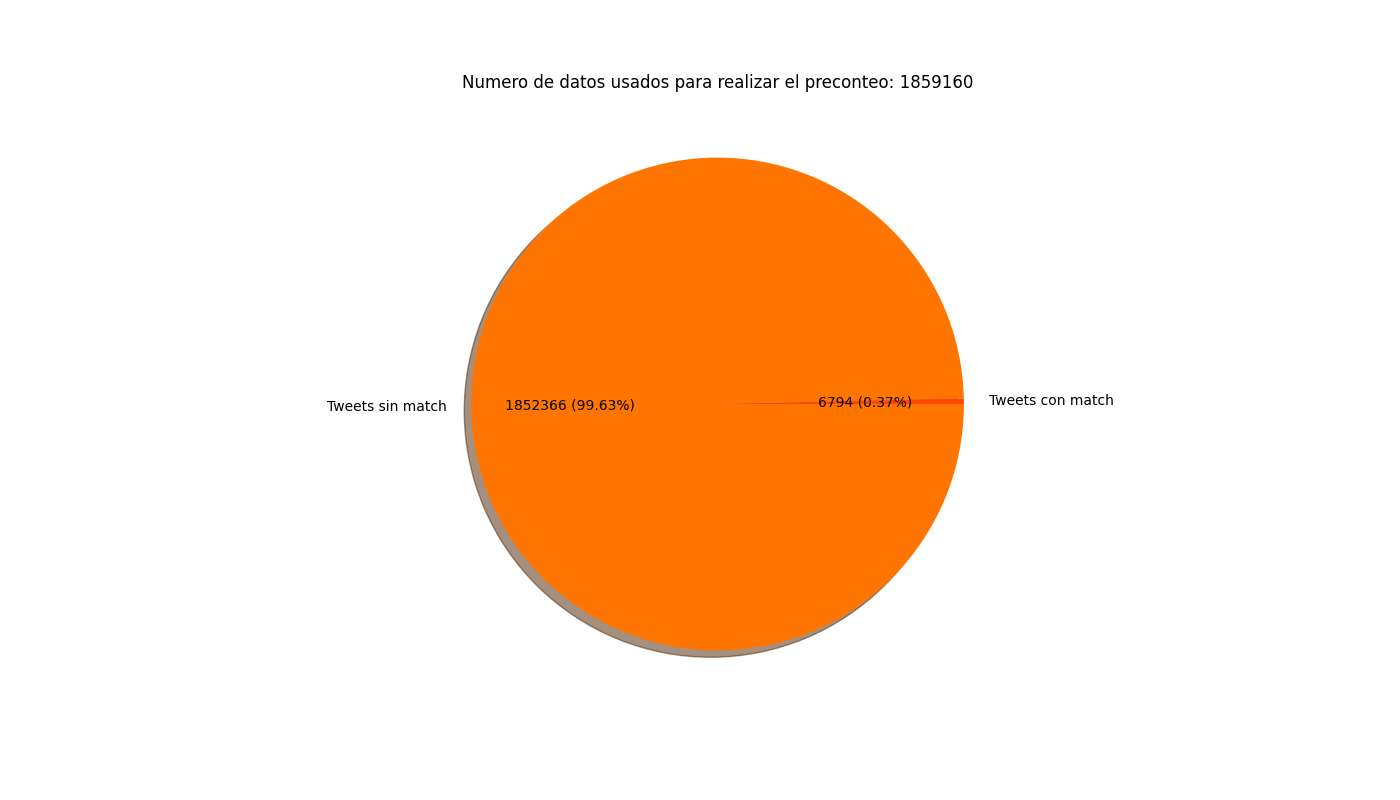 Numero de datos usados para realizar el preconteo: 1859160
Tweets sin match
1852366 (99.63%)
6794 (0.37%)
Tweets con match